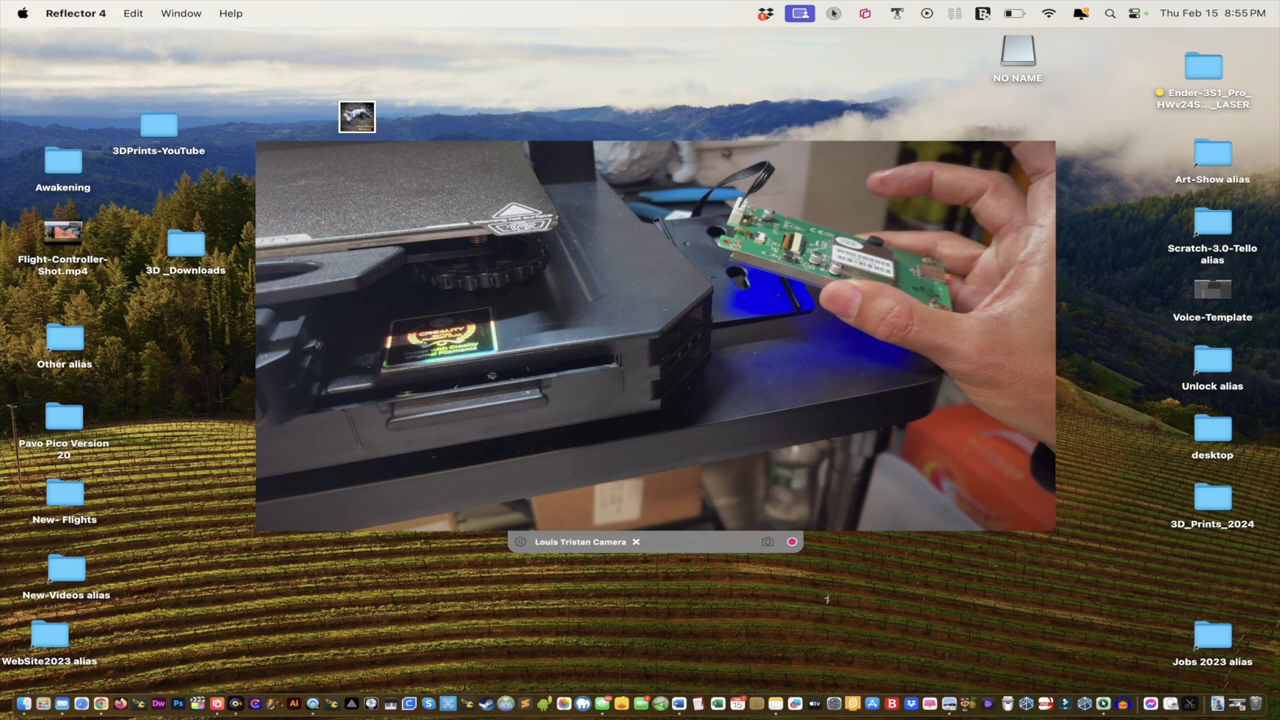 Reflector 4 Edit Window Help
Thu Feb 15 8:55 PM
NO NAME
Ender-3S1_Pro_
HWv24S..._LASER
3DPrints-YouTube
Awakening
Art-Show alias
Flight-Controller-
Shot.mp4
3D _Downloads
Scratch-3.0-Tello
alias
Voice-Template
Other alias
Unlock alias
Pavo Pico Version
20
desktop
New- Flights
3D_Prints_2024
Louis Tristan Camera
New-Videos alias
WebSite2023 alias
Jobs 2023 alias
CREALITY